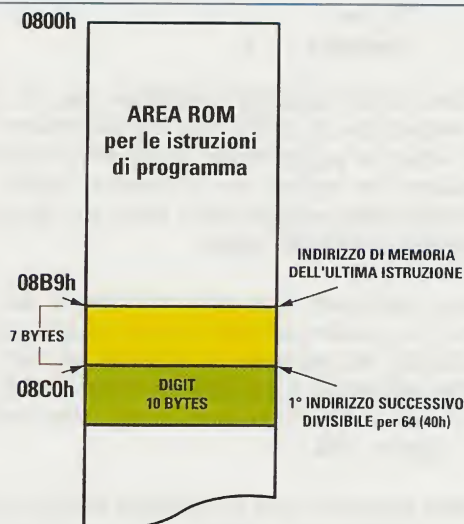 0800h
AREA ROM
per le istruzioni
di programma
INDIRIZZO DI MEMORIA
DELL'ULTIMA ISTRUZIONE
08B9h
7 BYTES
08C0h
DIGIT
10 BYTES
1° INDIRIZZO SUCCESSIVO
DIVISIBILE per 64 (40h)